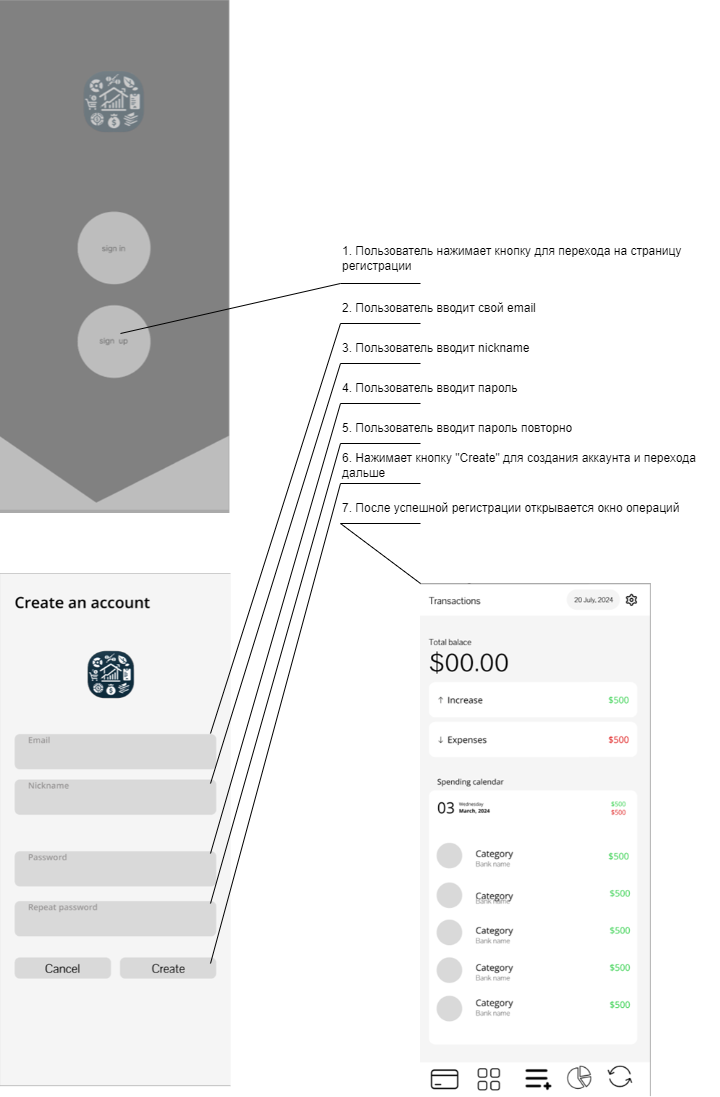 sign in
sign up
1. Пользователь нажимает кнопку для перехода на страницу
регистрации
2. Пользователь вводит свой email
3. Пользователь вводит nickname
4. Пользователь вводит пароль
5. Пользователь вводит пароль повторно
6. Нажимает кнопку "Create" для создания аккаунта и перехода
дальше
7. После успешной регистрации открывается окно операций
Create an account
Email
Nickname
Password
Repeat password
Cancel Create
Transactions 20 July, 2024
Total balace
$00.00
↑ Increase $500
↓ Expenses $500
Spending calendar
03 Wednesday $500
March, 2024 $500
Category $500
Bank name
Category $500
Bank name
Category $500
Bank name
Category $500
Bank name
Category $500
Bank name